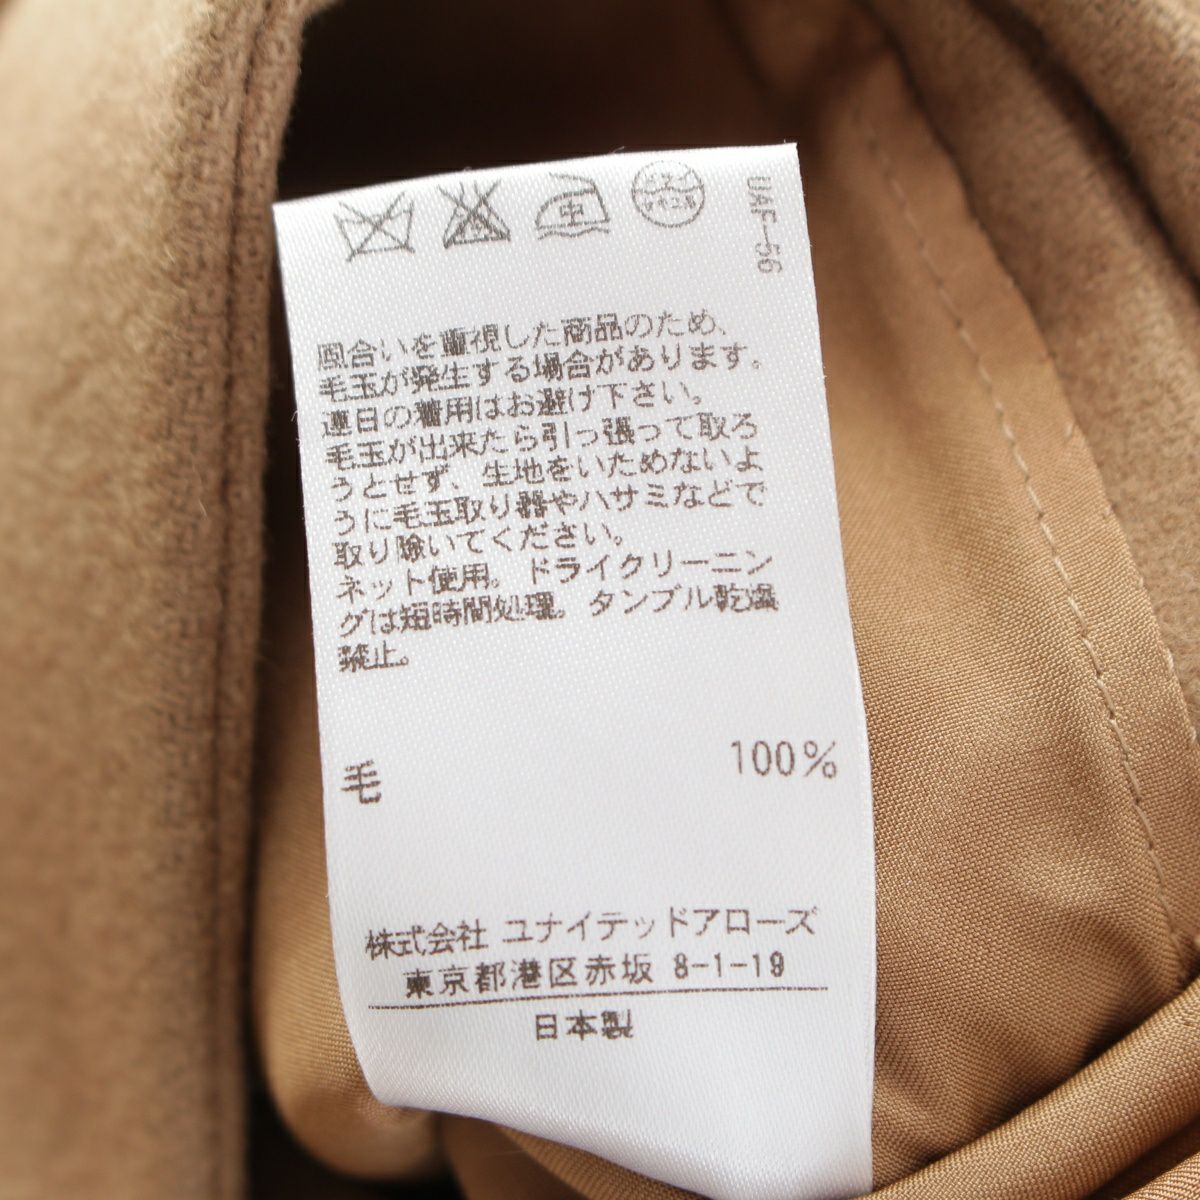 中
UAF-56
風合いを重視した商品のため、
毛玉が発生する場合があります。
連日の着用はお避け下さい。
毛玉が出来たら引っ張って取ろ
うとせず、生地をいためないよ
うに毛玉取り器やハサミなどで
取り除いてください。
ネット使用。ドライクリーニン
グは短時間処理。タンブル乾燥
禁止。
毛 100%
株式会社 ユナイテッドアローズ
東京都港区赤坂 8-1-19
日本製